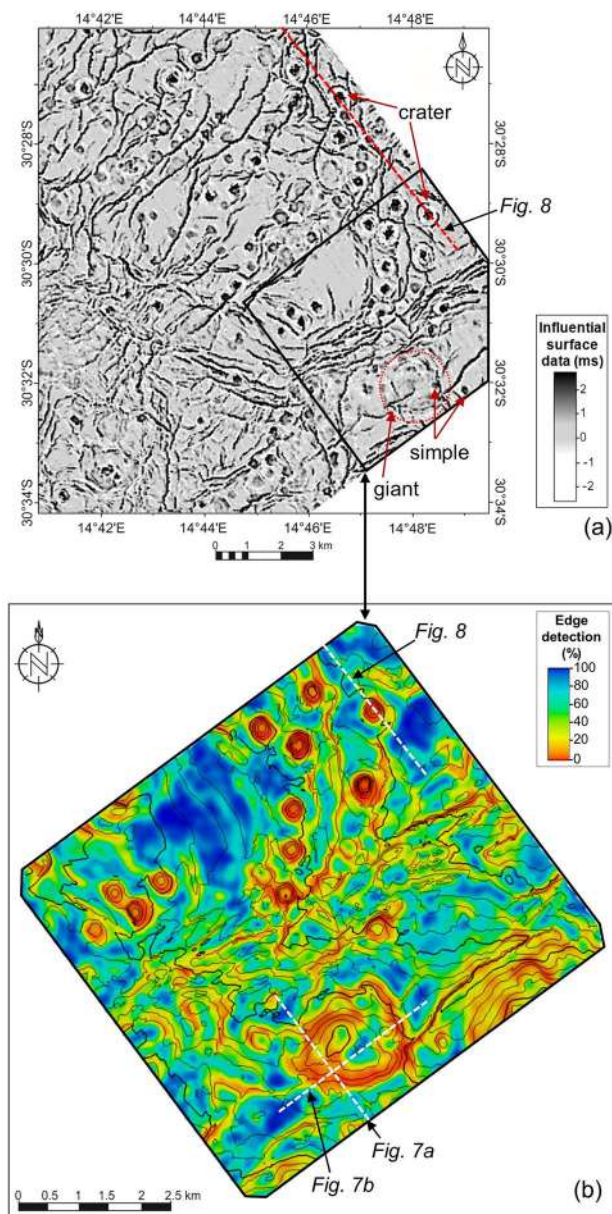 14°42'E 14°44'E 14°46'E 14°48'E
N
crater
30°28'S
30°28'S
Fig. 8
30°30'S
30°30'S
Influential
surface
data (ms)
2
1
0
-1
-2
30°32'S
30°32'S
simple
giant
30°34'S
30°34'S
14°42'E 14°44'E 14°46'E 14°48'E
0 1 2 3 km
(a)
N
N
Fig. 8
Edge
detection
(%)
100
80
60
40
20
0
Fig. 7a
Fig. 7b
0 0.5 1 1.5 2 2.5 km
(b)